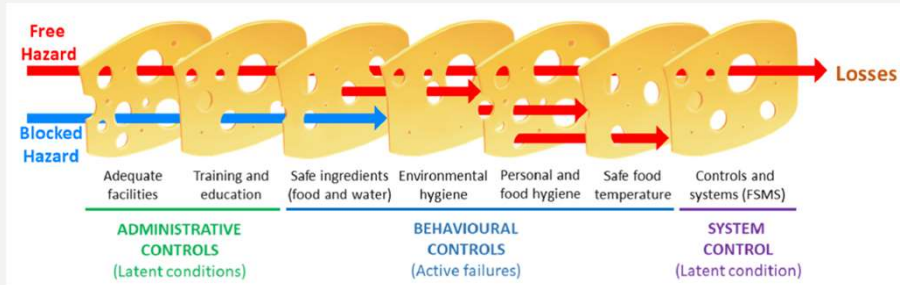 Free
Hazard
Losses
Blocked
Hazard
Adequate
facilities
Training and
education
Safe ingredients
(food and water)
Environmental
hygiene
Personal and
food hygiene
Safe food
temperature
Controls and
systems (FSMS)
ADMINISTRATIVE
CONTROLS
(Latent conditions)
BEHAVIOURAL
CONTROLS
(Active failures)
SYSTEM
CONTROL
(Latent condition)